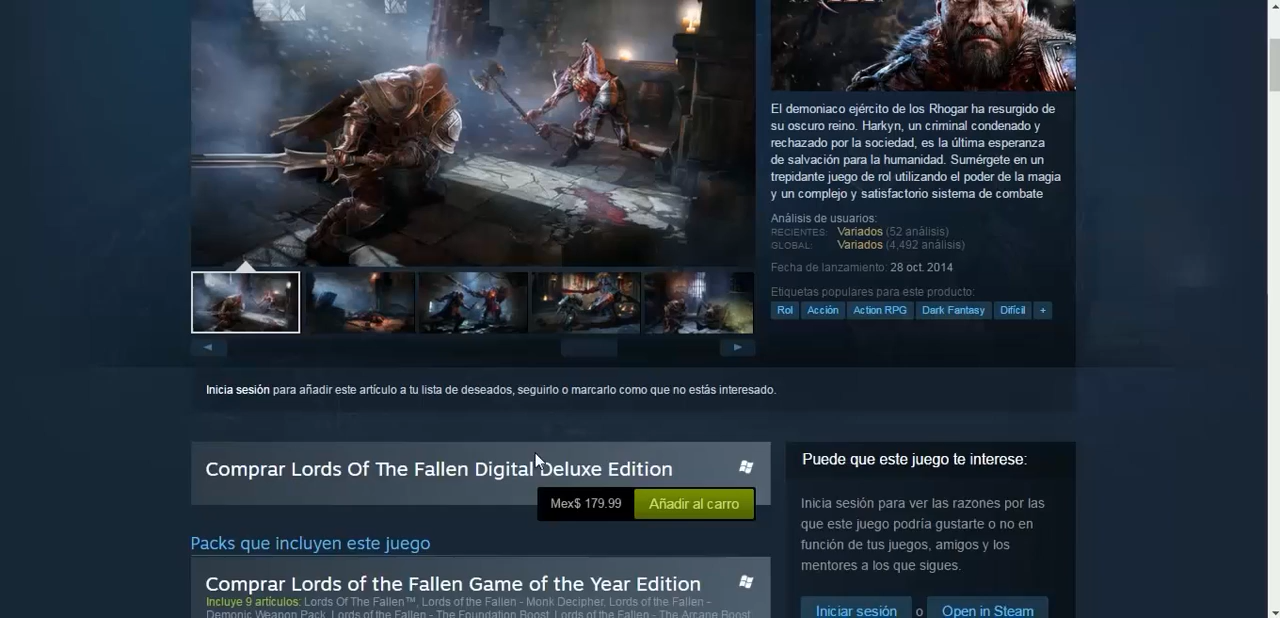 El demoniaco ejército de los Rhogar ha resurgido de
su oscuro reino. Harkyn, un criminal condenado y
rechazado por la sociedad, es la última esperanza
de salvación para la humanidad. Sumérgete en un
trepidante juego de rol utilizando el poder de la magia
y un complejo y satisfactorio sistema de combate
Análisis de usuarios:
RECIENTES: Variados (52 análisis)
GLOBAL: Variados (4,492 análisis)
Fecha de lanzamiento: 28 oct. 2014
Etiquetas populares para este producto:
Rol Acción Action RPG Dark Fantasy Difícil +
Inicia sesión para añadir este artículo a tu lista de deseados, seguirlo o marcarlo como que no estás interesado.
Comprar Lords Of The Fallen Digital Deluxe Edition
Mex$ 179.99 Añadir al carro
Packs que incluyen este juego
Comprar Lords of the Fallen Game of the Year Edition
Incluye 9 artículos: Lords Of The Fallen™, Lords of the Fallen - Monk Decipher, Lords of the Fallen -
Demonic Weapon Pack, Lords of the Fallen - The Foundation Boost, Lords of the Fallen - The Arcane Boost,
Puede que este juego te interese:
Inicia sesión para ver las razones por las
que este juego podría gustarte o no en
función de tus juegos, amigos y los
mentores a los que sigues.
Iniciar sesión o Open in Steam